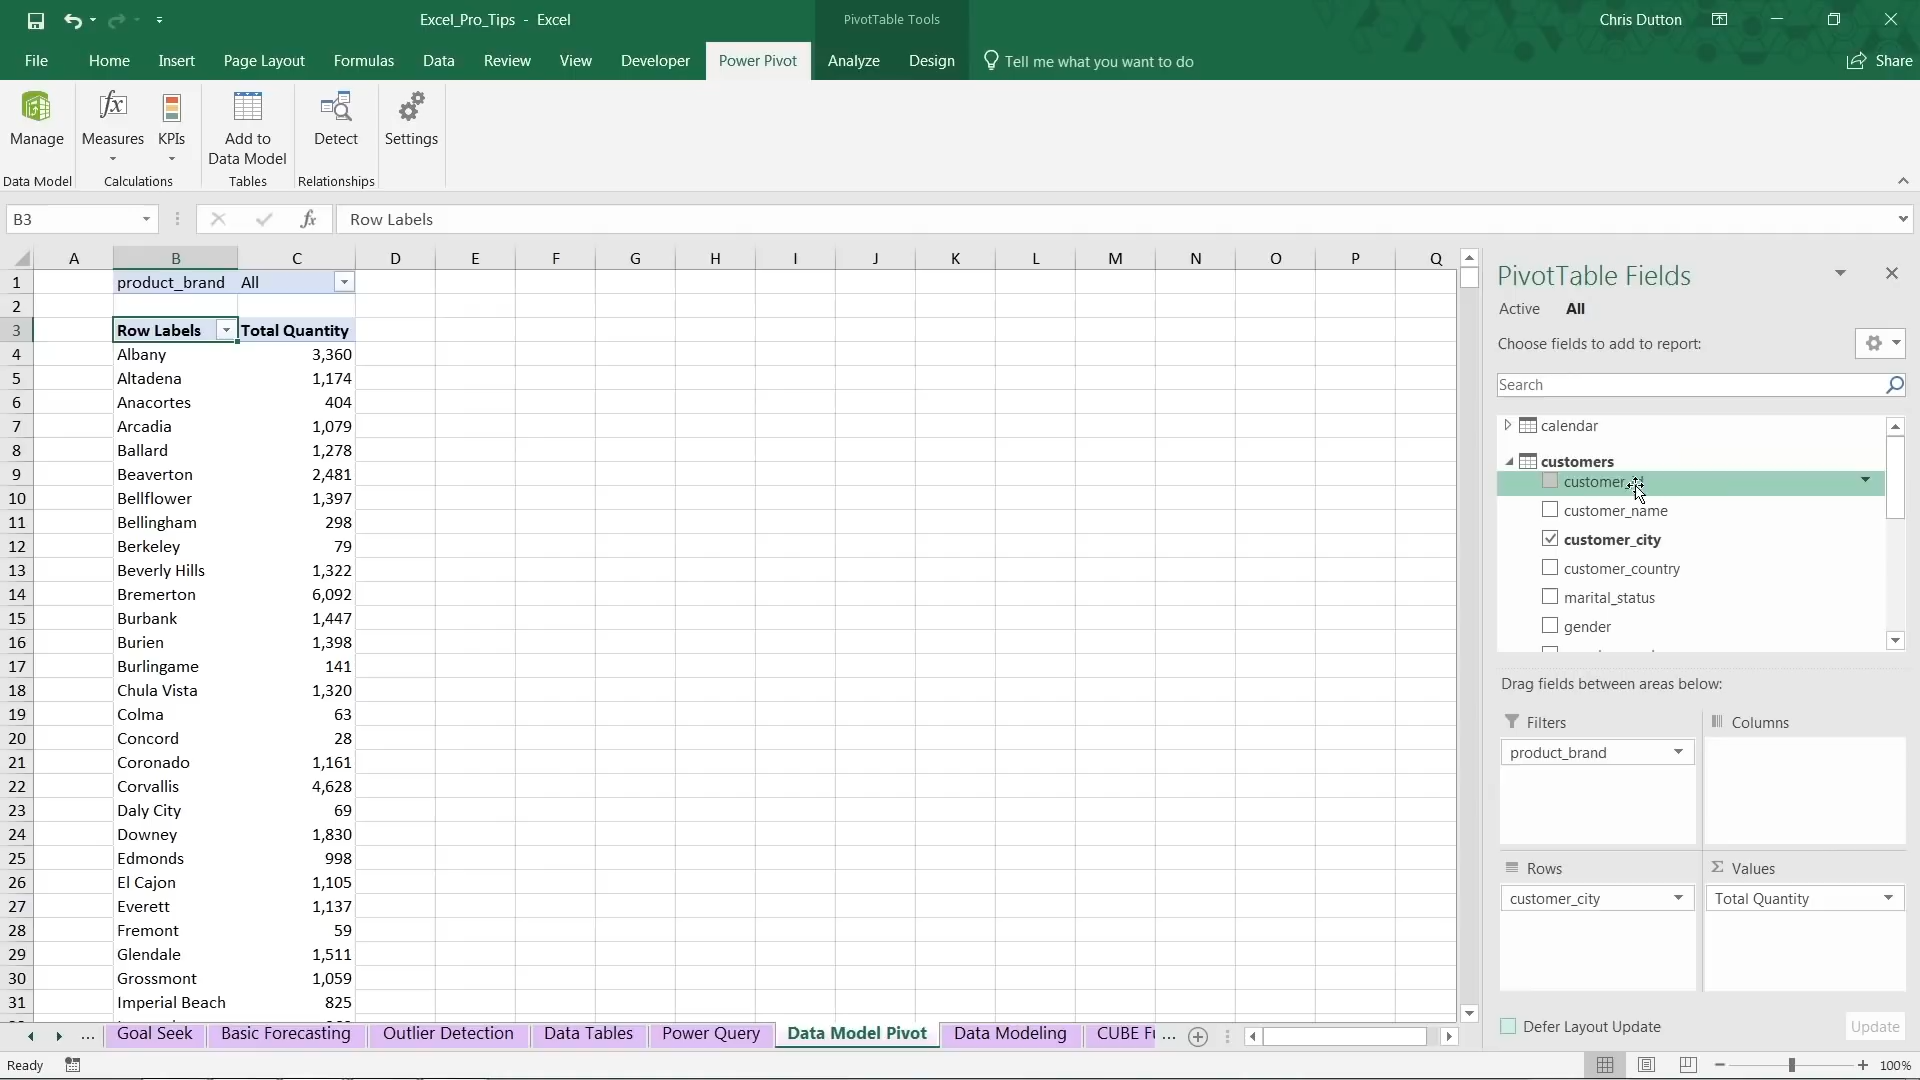 Excel_Pro_Tips - Excel
PivotTable Tools
Chris Dutton
File Home Insert Page Layout Formulas Data Review View Developer Power Pivot Analyze Design Tell me what you want to do Share
Manage Measures KPIs Add to Data Model Detect Settings
Data Model Calculations Tables Relationships
B3 fx Row Labels
A B C D E F G H I J K L M N O P Q
1 product_brand All
2
3 Row Labels Total Quantity
4 Albany 3,360
5 Altadena 1,174
6 Anacortes 404
7 Arcadia 1,079
8 Ballard 1,278
9 Beaverton 2,481
10 Bellflower 1,397
11 Bellingham 298
12 Berkeley 79
13 Beverly Hills 1,322
14 Bremerton 6,092
15 Burbank 1,447
16 Burien 1,398
17 Burlingame 141
18 Chula Vista 1,320
19 Colma 63
20 Concord 28
21 Coronado 1,161
22 Corvallis 4,628
23 Daly City 69
24 Downey 1,830
25 Edmonds 998
26 El Cajon 1,105
27 Everett 1,137
28 Fremont 59
29 Glendale 1,511
30 Grossmont 1,059
31 Imperial Beach 825
PivotTable Fields
Active All
Choose fields to add to report:
Search
calendar
customers
customer_name
customer_city
customer_country
marital_status
gender
Drag fields between areas below:
Filters Columns
product_brand
Rows Σ Values
customer_city Total Quantity
Defer Layout Update Update
... Goal Seek Basic Forecasting Outlier Detection Data Tables Power Query Data Model Pivot Data Modeling CUBE ...
Ready 100%